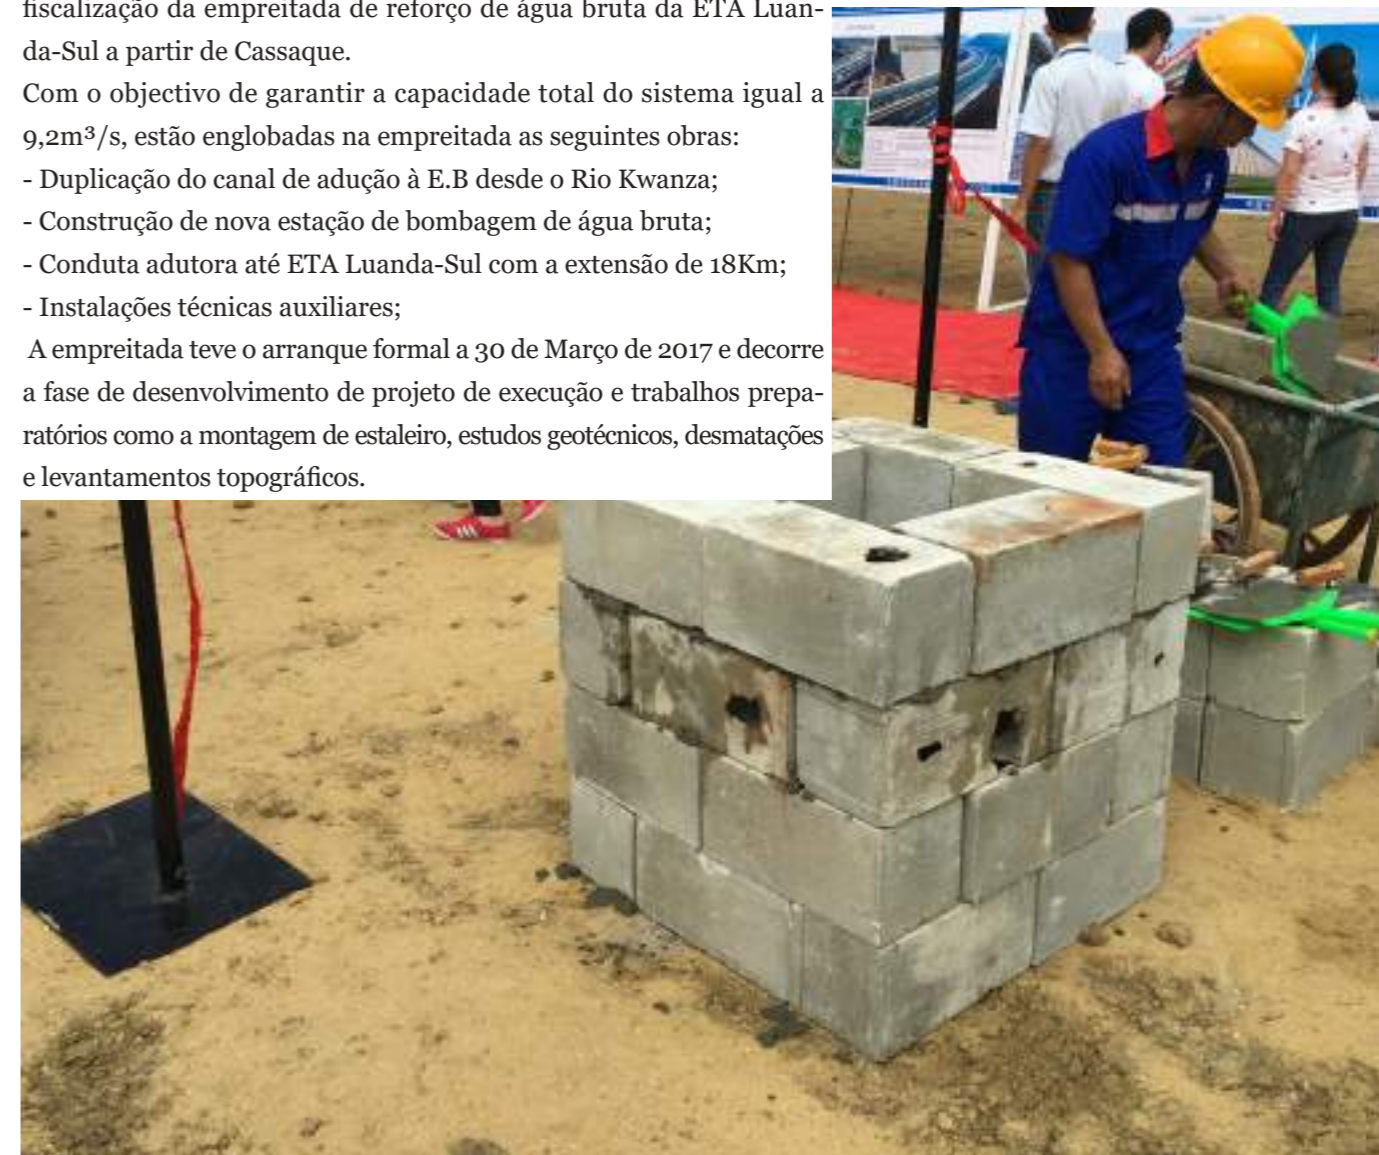 fiscalização da empreitada de reforço de água bruta da ETA Luan-
da-Sul a partir de Cassaque.
Com o objectivo de garantir a capacidade total do sistema igual a
9,2m³/s, estão englobadas na empreitada as seguintes obras:
- Duplicação do canal de adução à E.B desde o Rio Kwanza;
- Construção de nova estação de bombagem de água bruta;
- Conduta adutora até ETA Luanda-Sul com a extensão de 18Km;
- Instalações técnicas auxiliares;
A empreitada teve o arranque formal a 30 de Março de 2017 e decorre
a fase de desenvolvimento de projeto de execução e trabalhos prepa-
ratórios como a montagem de estaleiro, estudos geotécnicos, desmatações
e levantamentos topográficos.